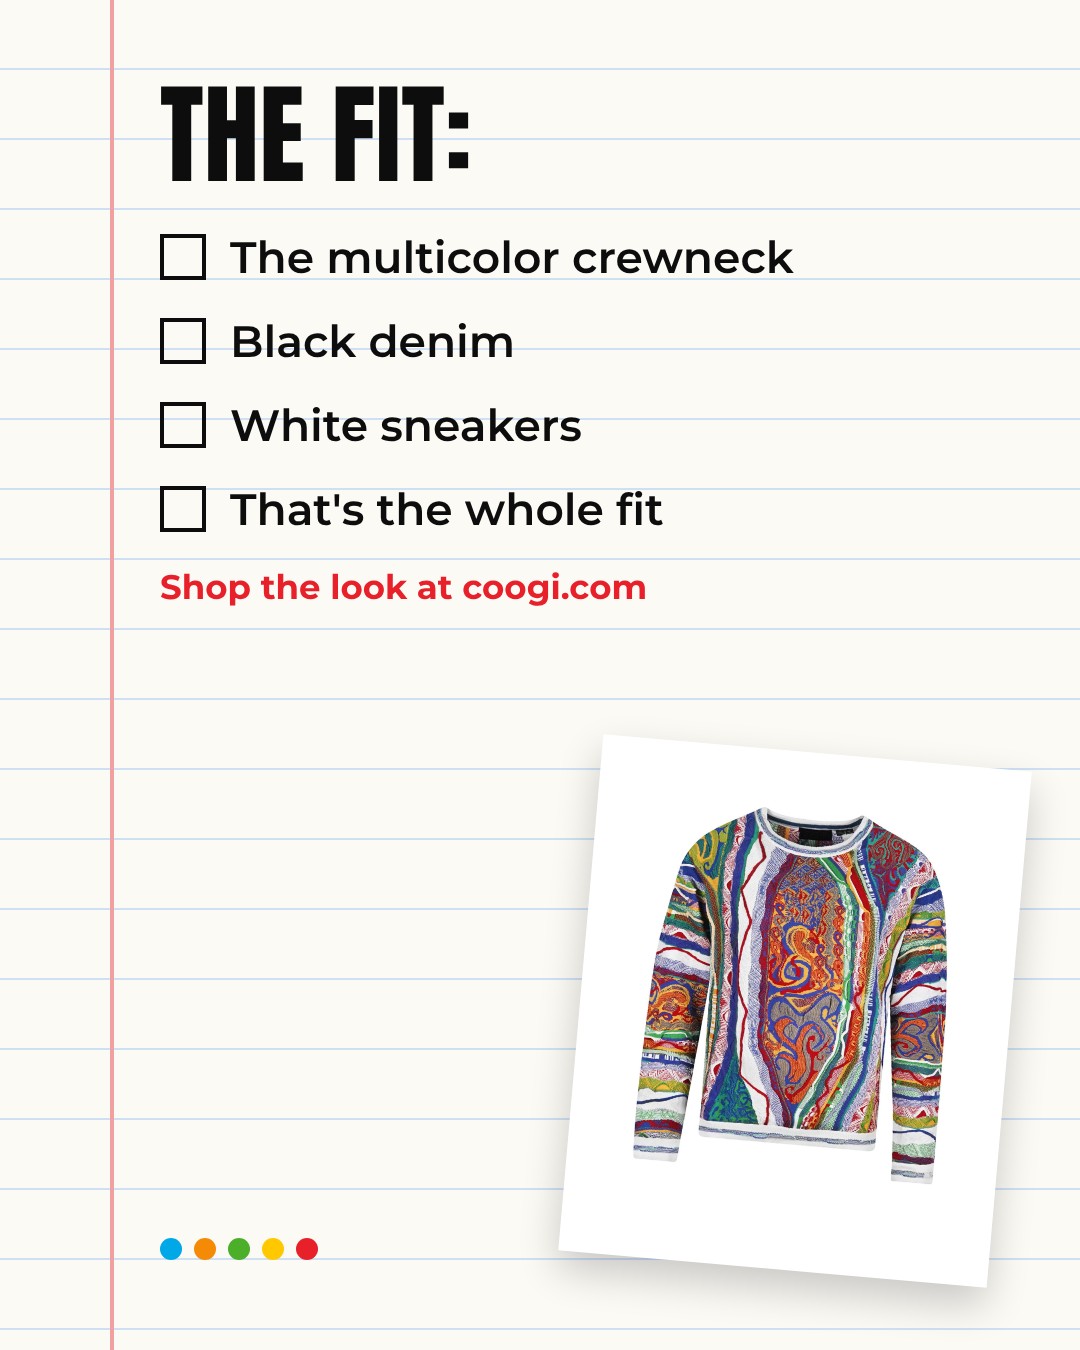 THE FIT:
The multicolor crewneck
Black denim
White sneakers
That's the whole fit
Shop the look at coogi.com